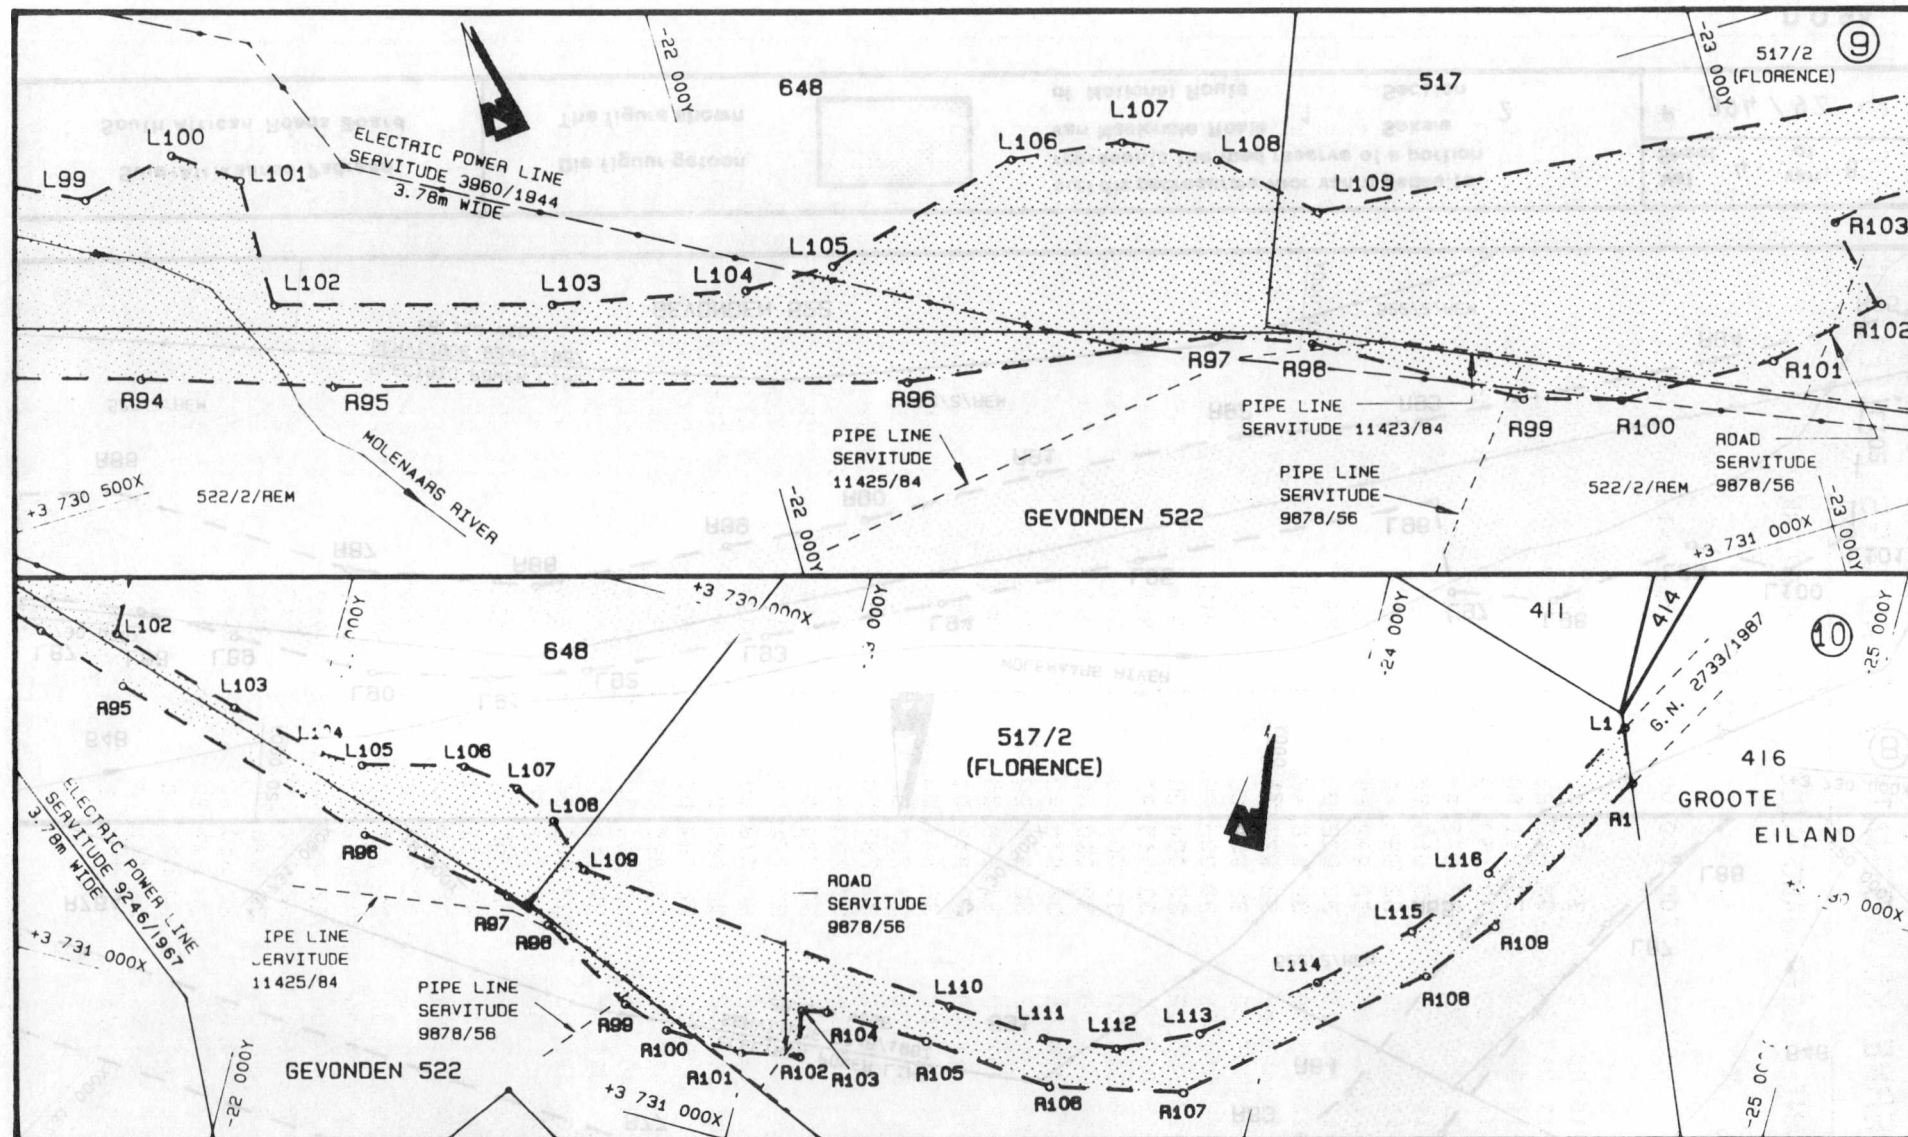 9
517/2
(FLORENCE)
-23 000Y
517
648
-22 000Y
L107
L106
L108
L109
L100
L99
L101
ELECTRIC POWER LINE
SERVITUDE 3960/1944
3.78m WIDE
L105
L104
L102
L103
R103
R102
R101
R97
R98
R94
R95
R96
R99
R100
PIPE LINE
SERVITUDE 11423/84
PIPE LINE
SERVITUDE
11425/84
PIPE LINE
SERVITUDE
9878/56
ROAD
SERVITUDE
9878/56
MOLENAARS RIVER
+3 730 500X
522/2/REM
-22 000Y
GEVONDEN 522
522/2/REM
+3 731 000X
-23 000Y
10
+3 730 000X
-24 000Y
411
414
-25 000Y
G.N. 2733/1987
L102
648
L103
R95
L105
L106
L107
L108
L109
517/2
(FLORENCE)
L1
416
GROOTE
EILAND
R1
R96
ELECTRIC POWER LINE
SERVITUDE 9246/1967
3.78m WIDE
L116
ROAD
SERVITUDE
9878/56
R97
R98
L115
R109
+3 731 000X
IPE LINE
ERVITUDE
11425/84
PIPE LINE
SERVITUDE
9878/56
L110
L114
R108
R99
R100
R104
L111
L112
L113
R101
R102
R103
R105
R106
R107
GEVONDEN 522
-22 000Y
+3 731 000X